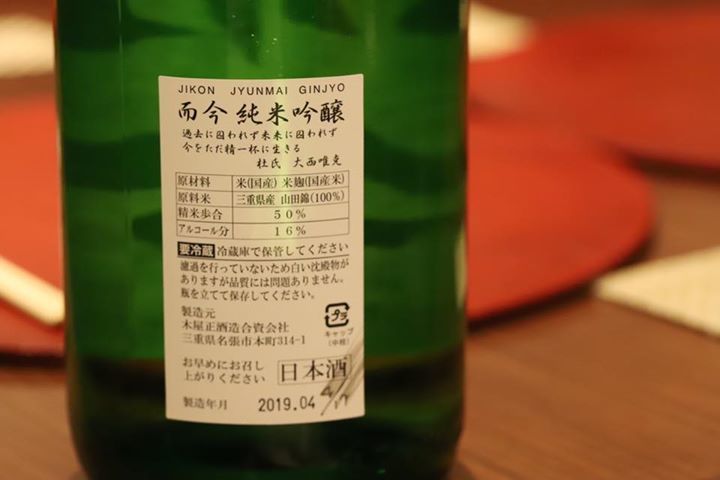 JIKON JYUNMAI GINJYO
而今 純米吟醸
過去に囚われず未来に囚われず
今をただ精一杯に生きる
杜氏 大西唯克
原材料 米(国産) 米麹(国産米)
原料米 三重県産 山田錦(100%)
精米歩合 50%
アルコール分 16%
要冷蔵 冷蔵庫で保管してください
濾過を行っていないため白い沈殿物が
ありますが品質には問題ありません。
瓶を立てて保存してください。
製造元
木屋正酒造合資会社
三重県名張市本町314-1
プラ
キャップ
(中栓)
お早めにお召し
上がりください
日本酒
製造年月 2019.04